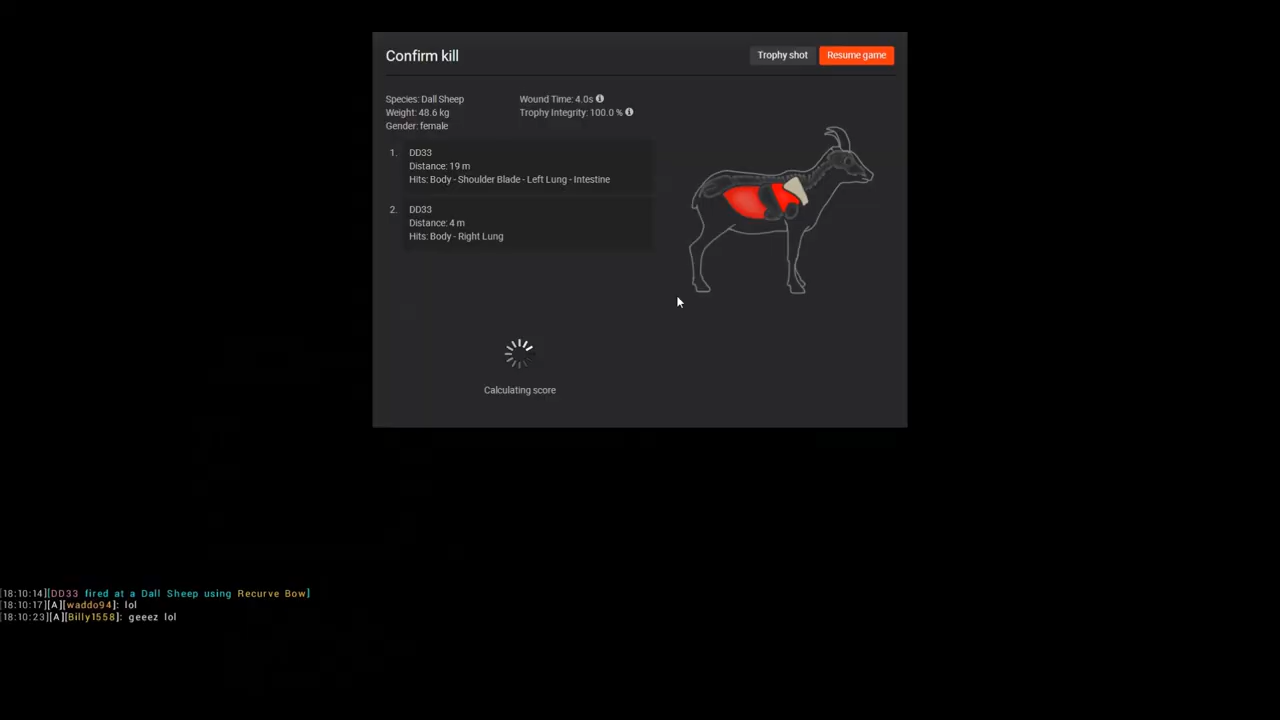 Confirm kill
Trophy shot
Resume game
Species: Dall Sheep
Weight: 48.6 kg
Gender: female
Wound Time: 4.0s
Trophy Integrity: 100.0 %
1. DD33
Distance: 19 m
Hits: Body - Shoulder Blade - Left Lung - Intestine
2. DD33
Distance: 4 m
Hits: Body - Right Lung
Calculating score
[18:10:14][DD33 fired at a Dall Sheep using Recurve Bow]
[18:10:17][A][waddo94]: lol
[18:10:23][A][Billy1558]: geeez lol